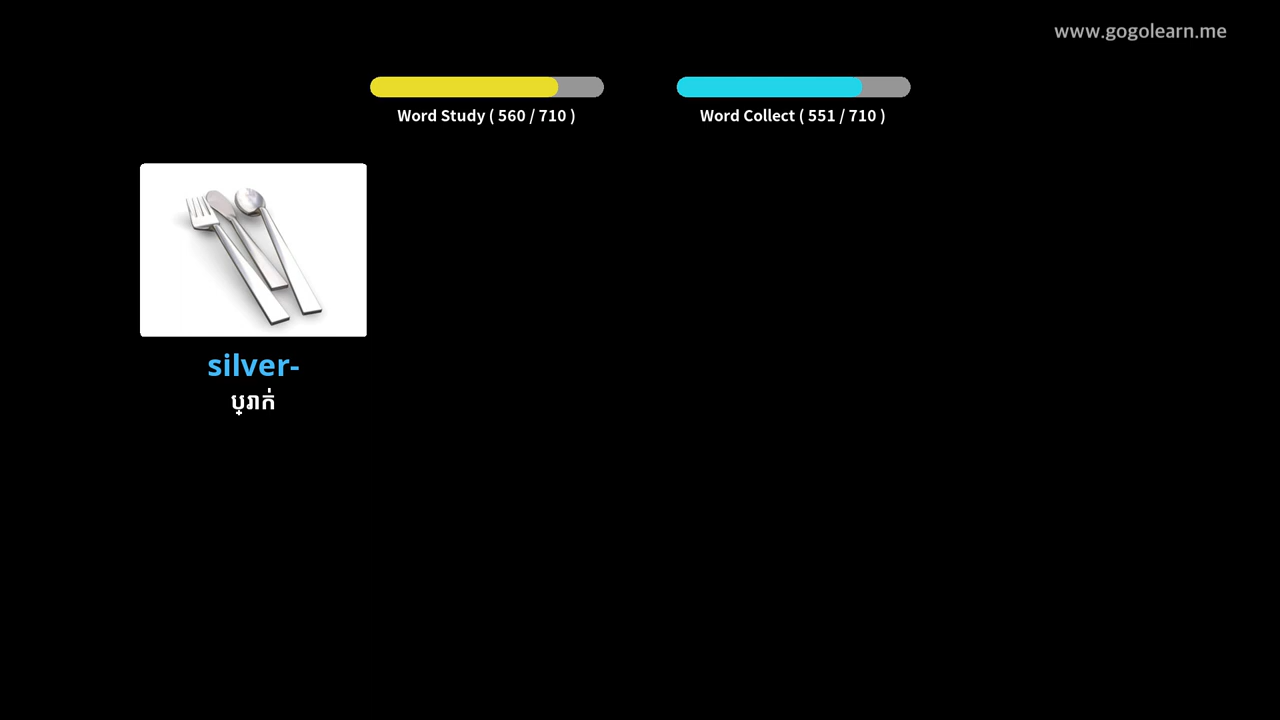 www.gogolearn.me
Word Study ( 560 / 710 )
Word Collect ( 551 / 710 )
silver-
ប្រាក់